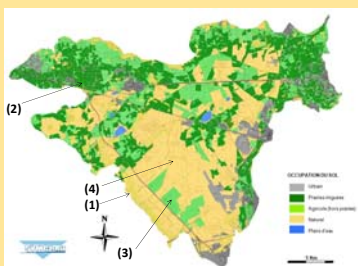 (2)
(4)
(1)
(3)
N
OCCUPATION DU SOL
Urbain
Prairies irriguées
Agricole (hors prairies)
Naturel
Plans d'eau